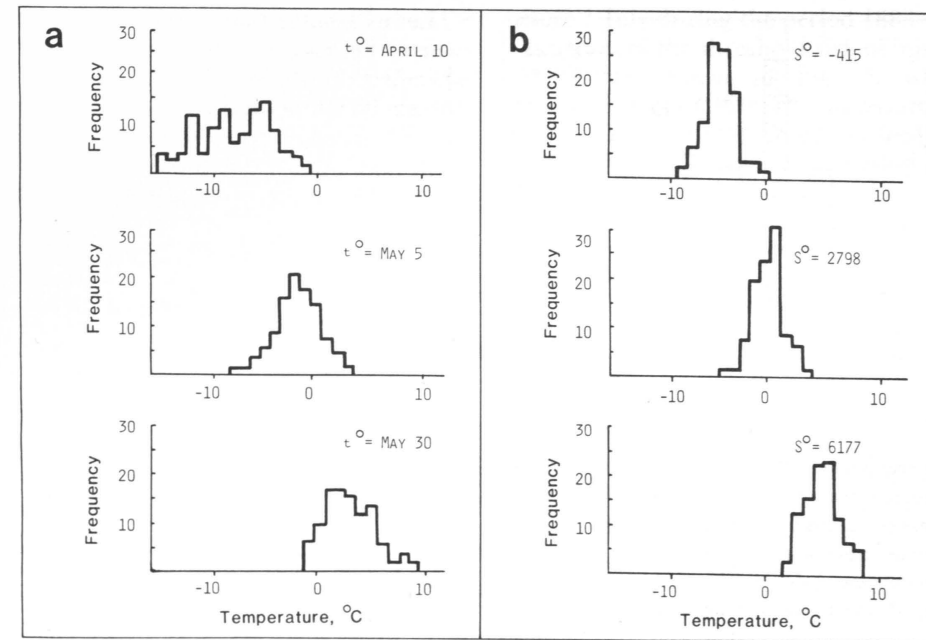 a
t° = APRIL 10
Frequency
30
20
10
-10 0 10
t° = MAY 5
Frequency
30
20
10
-10 0 10
t° = MAY 30
Frequency
30
20
10
-10 0 10
Temperature, °C
b
S° = -415
Frequency
30
20
10
-10 0 10
S° = 2798
Frequency
30
20
10
-10 0 10
S° = 6177
Frequency
30
20
10
-10 0 10
Temperature, °C